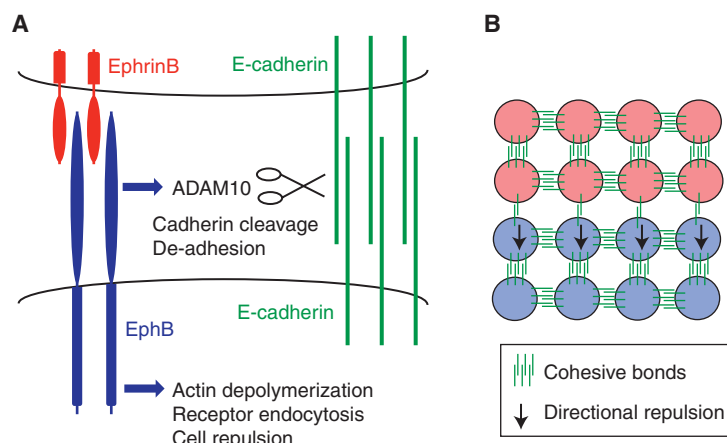 A
EphrinB
E-cadherin
ADAM10
Cadherin cleavage
De-adhesion
E-cadherin
EphB
Actin depolymerization
Receptor endocytosis
Cell repulsion
B
Cohesive bonds
Directional repulsion